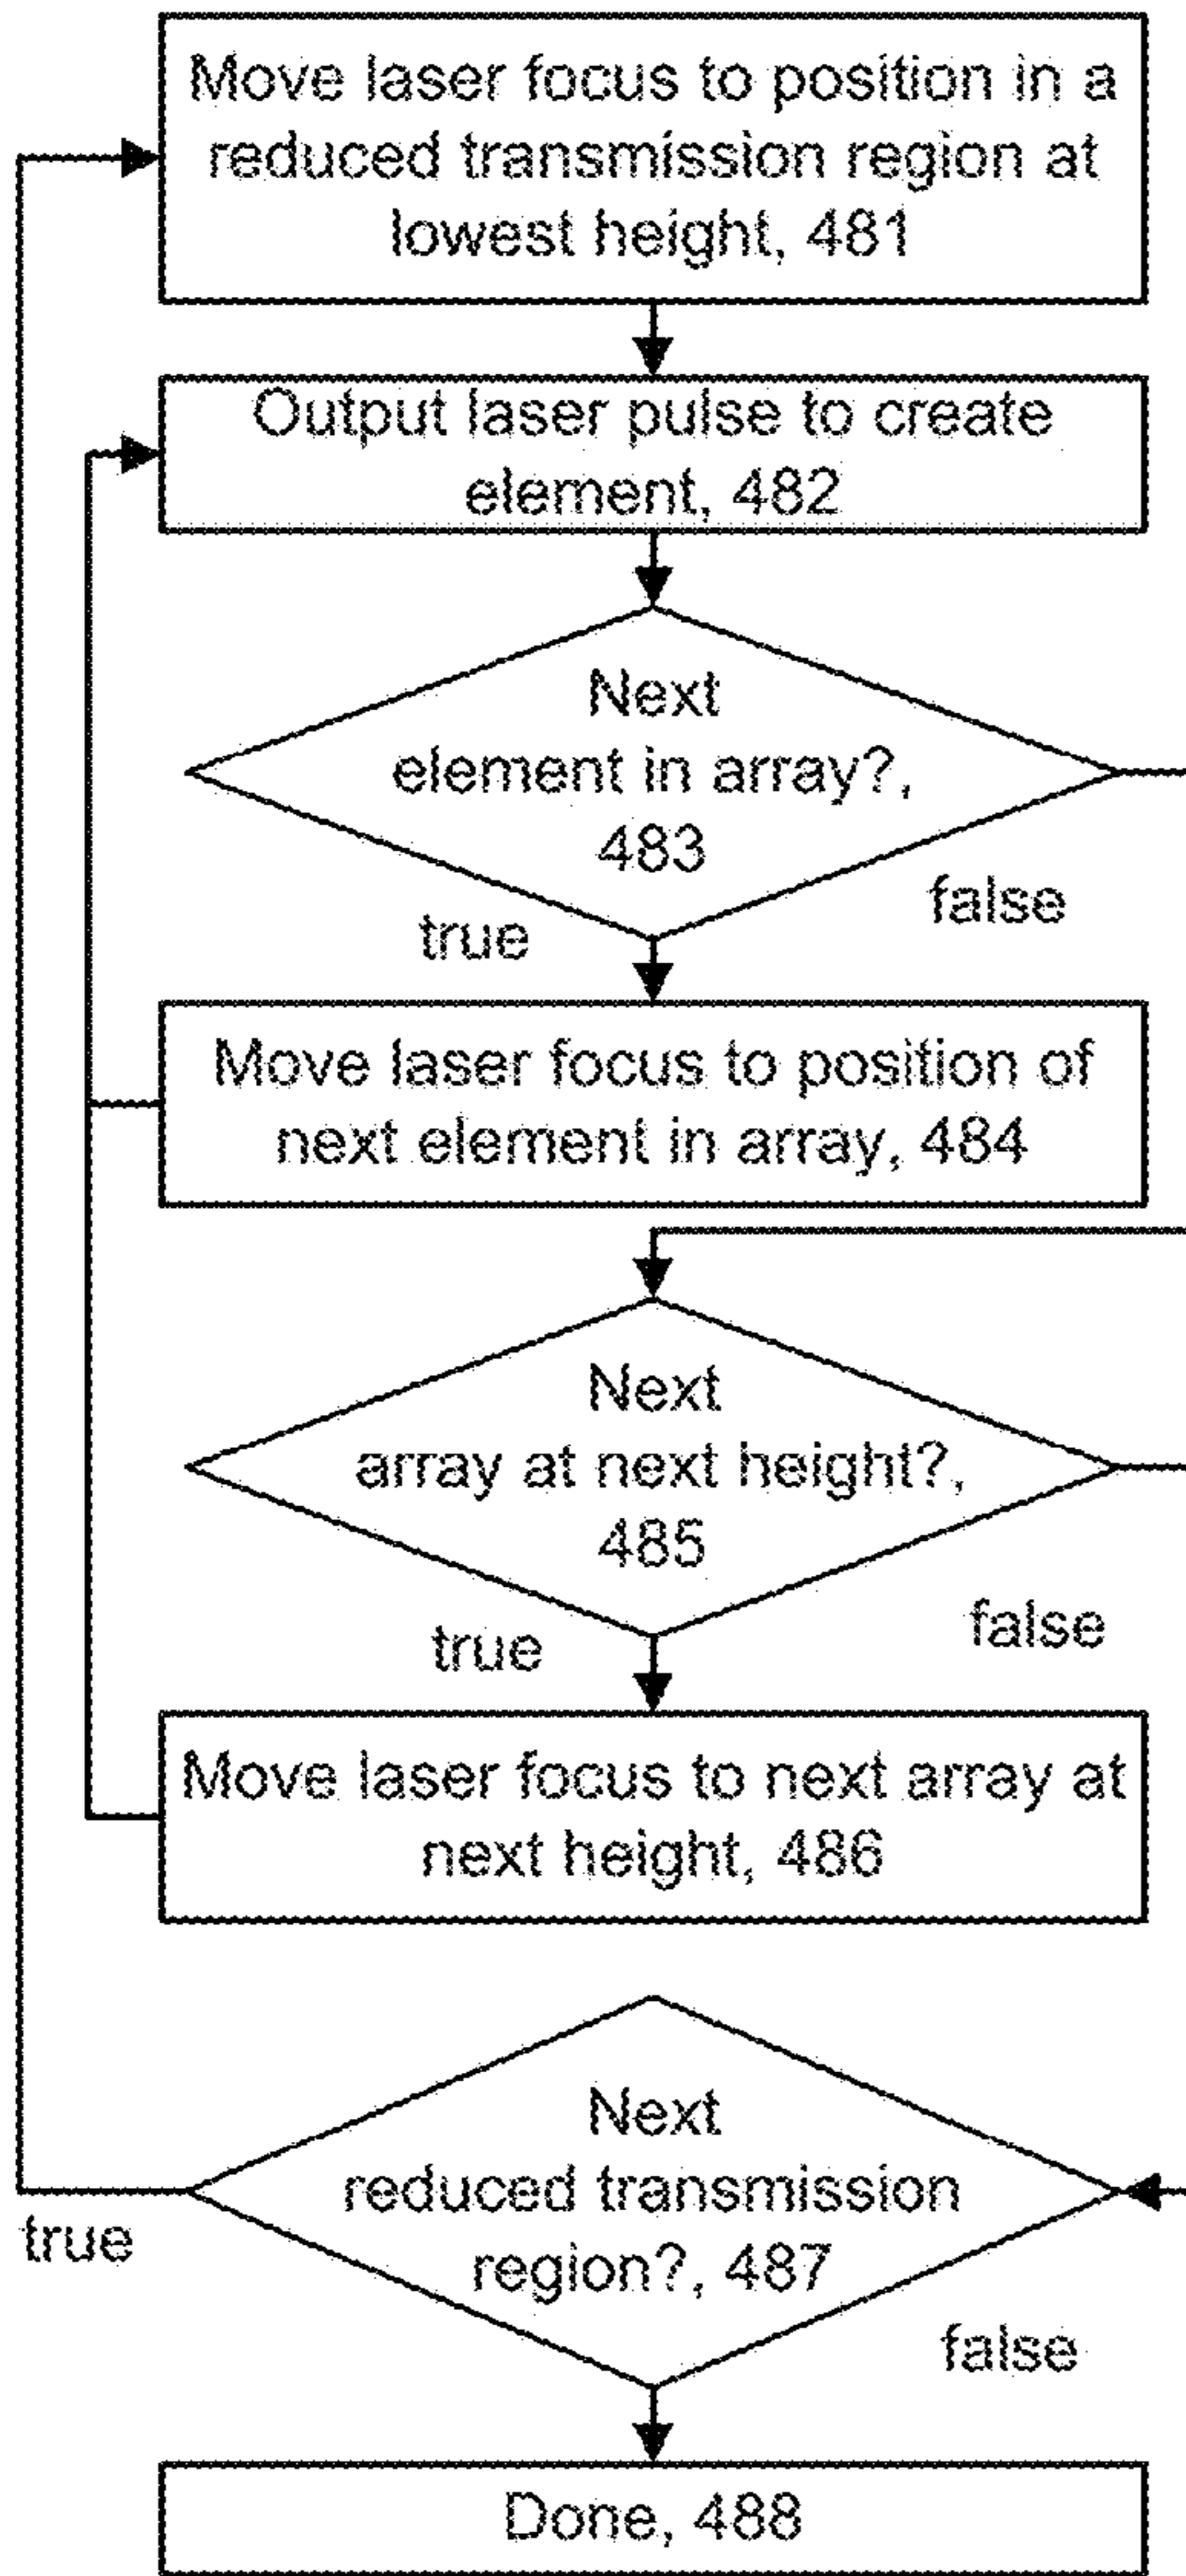 Move laser focus to position in a
reduced transmission region at
lowest height, 481
Output laser pulse to create
element, 482
Next
element in array?,
483
true
false
Move laser focus to position of
next element in array, 484
Next
array at next height?,
485
true
false
Move laser focus to next array at
next height, 486
Next
reduced transmission
region?, 487
true
false
Done, 488